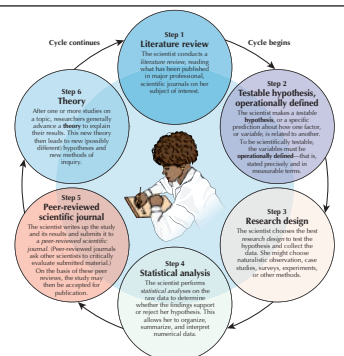 Cycle continues
Cycle begins
Step 1
Literature review
The scientist conducts a
literature review, reading
what has been published
in major professional,
scientific journals on her
subject of interest.
Step 2
Testable hypothesis,
operationally defined
The scientist makes a testable
hypothesis, or a specific
prediction about how one factor,
or variable, is related to another.
To be scientifically testable,
the variables must be
operationally defined—that is,
stated precisely and in
measurable terms.
Step 3
Research design
The scientist chooses the best
research design to test the
hypothesis and collect the
data. She might choose
naturalistic observation, case
studies, surveys, experiments,
or other methods.
Step 4
Statistical analysis
The scientist performs
statistical analyses on the
raw data to determine
whether the findings support
or reject her hypothesis. This
allows her to organize,
summarize, and interpret
numerical data.
Step 5
Peer-reviewed
scientific journal
The scientist writes up the study
and its results and submits it to
a peer-reviewed scientific
journal. (Peer-reviewed journals
ask other scientists to critically
evaluate submitted material.)
On the basis of these peer
reviews, the study may
then be accepted for
publication.
Step 6
Theory
After one or more studies on
a topic, researchers generally
advance a theory to explain
their results. This new theory
then leads to new (possibly
different) hypotheses and
new methods of
inquiry.